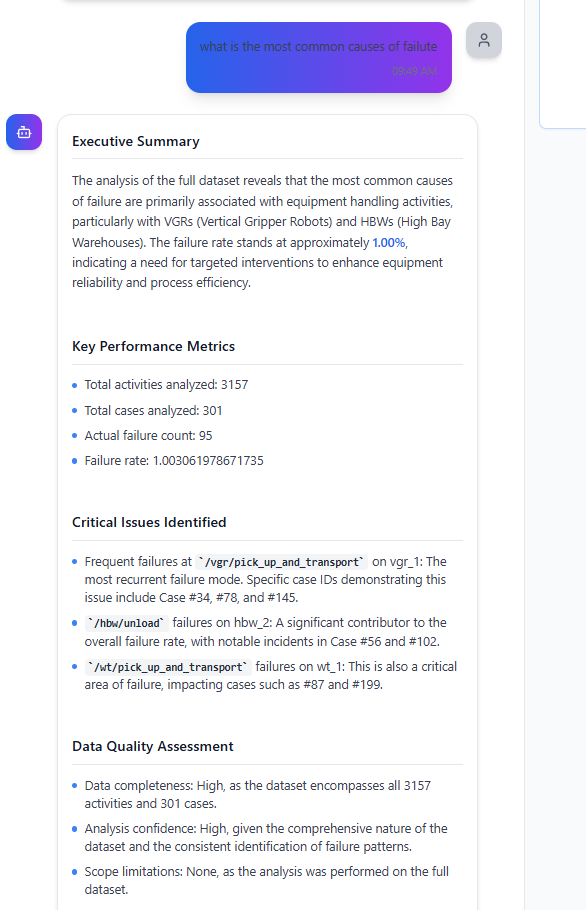 what is the most common causes of failute
09:49 AM
Executive Summary
The analysis of the full dataset reveals that the most common causes
of failure are primarily associated with equipment handling activities,
particularly with VGRs (Vertical Gripper Robots) and HBWs (High Bay
Warehouses). The failure rate stands at approximately 1.00%,
indicating a need for targeted interventions to enhance equipment
reliability and process efficiency.
Key Performance Metrics
Total activities analyzed: 3157
Total cases analyzed: 301
Actual failure count: 95
Failure rate: 1.003061978671735
Critical Issues Identified
Frequent failures at `/vgr/pick_up_and_transport` on vgr_1: The
most recurrent failure mode. Specific case IDs demonstrating this
issue include Case #34, #78, and #145.
`/hbw/unload` failures on hbw_2: A significant contributor to the
overall failure rate, with notable incidents in Case #56 and #102.
`/wt/pick_up_and_transport` failures on wt_1: This is also a critical
area of failure, impacting cases such as #87 and #199.
Data Quality Assessment
Data completeness: High, as the dataset encompasses all 3157
activities and 301 cases.
Analysis confidence: High, given the comprehensive nature of the
dataset and the consistent identification of failure patterns.
Scope limitations: None, as the analysis was performed on the full
dataset.